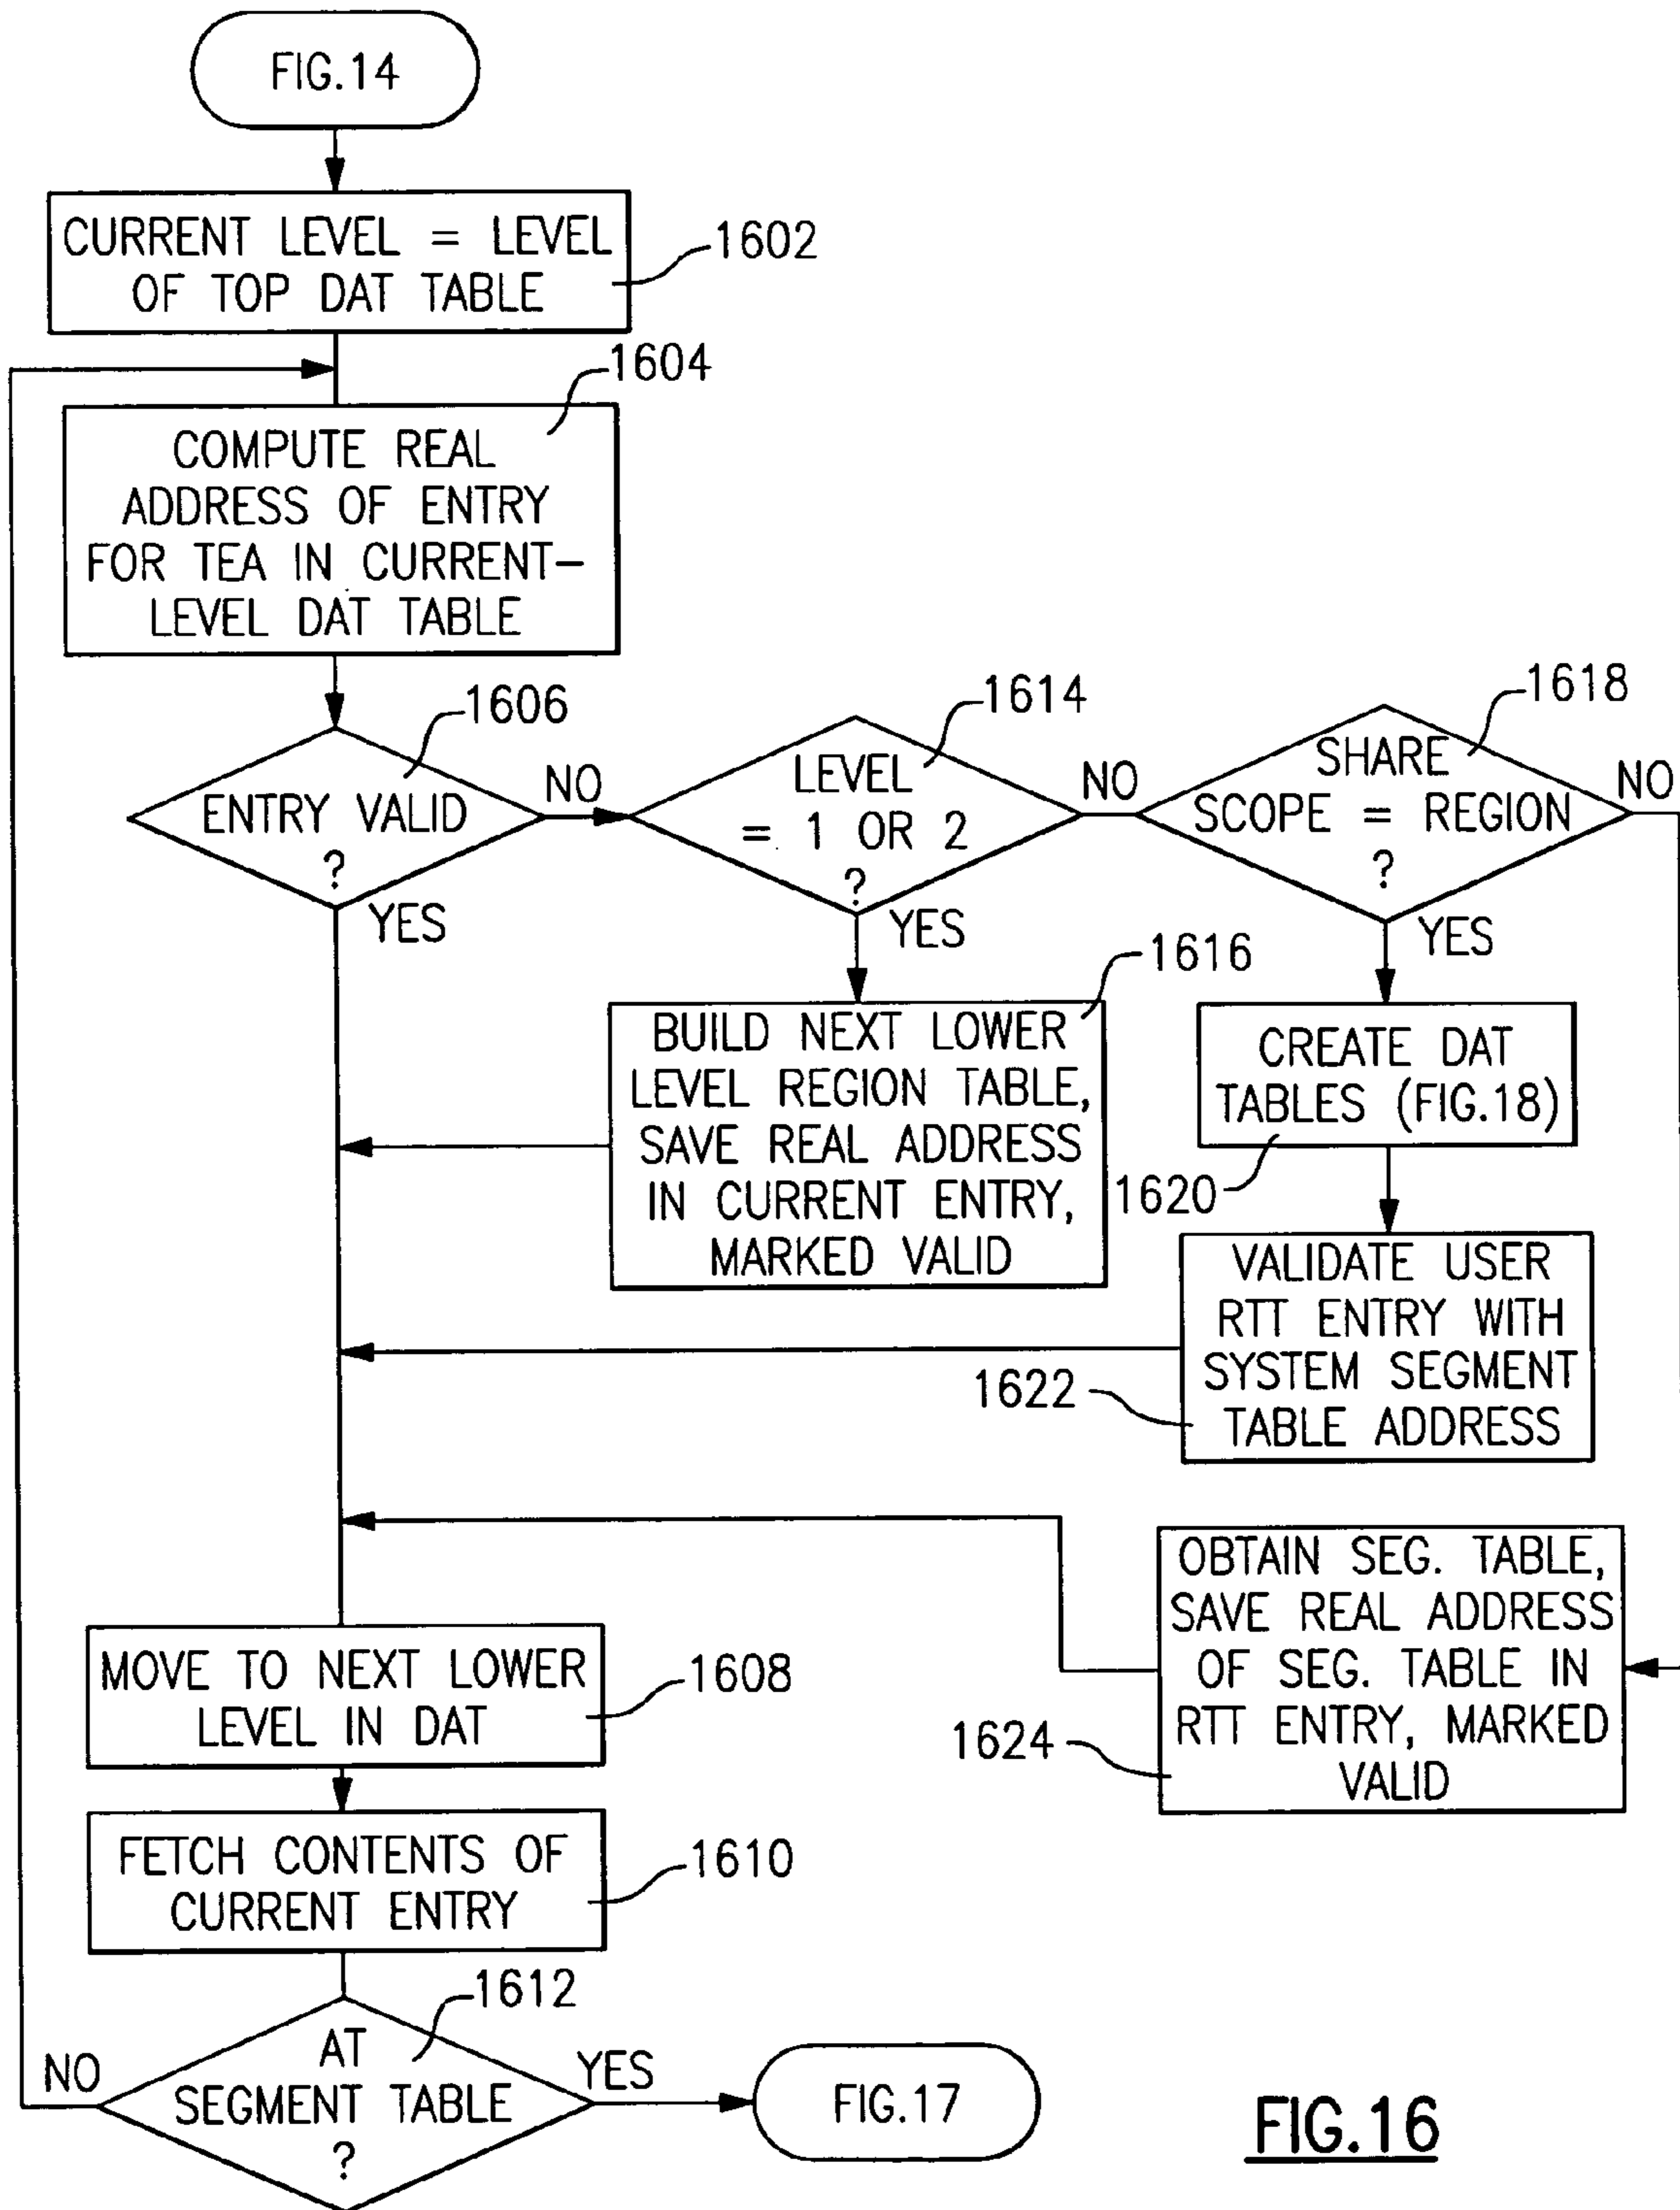 FIG.14
CURRENT LEVEL = LEVEL
OF TOP DAT TABLE
1602
1604
COMPUTE REAL
ADDRESS OF ENTRY
FOR TEA IN CURRENT-
LEVEL DAT TABLE
1606
ENTRY VALID
?
NO
YES
1614
LEVEL
= 1 OR 2
?
NO
YES
1618
SHARE
SCOPE = REGION
?
NO
YES
1616
BUILD NEXT LOWER
LEVEL REGION TABLE,
SAVE REAL ADDRESS
IN CURRENT ENTRY,
MARKED VALID
CREATE DAT
TABLES (FIG.18)
1620
VALIDATE USER
RTT ENTRY WITH
SYSTEM SEGMENT
TABLE ADDRESS
1622
OBTAIN SEG. TABLE,
SAVE REAL ADDRESS
OF SEG. TABLE IN
RTT ENTRY, MARKED
VALID
1624
MOVE TO NEXT LOWER
LEVEL IN DAT
1608
FETCH CONTENTS OF
CURRENT ENTRY
1610
1612
AT
SEGMENT TABLE
?
NO
YES
FIG.17
FIG.16